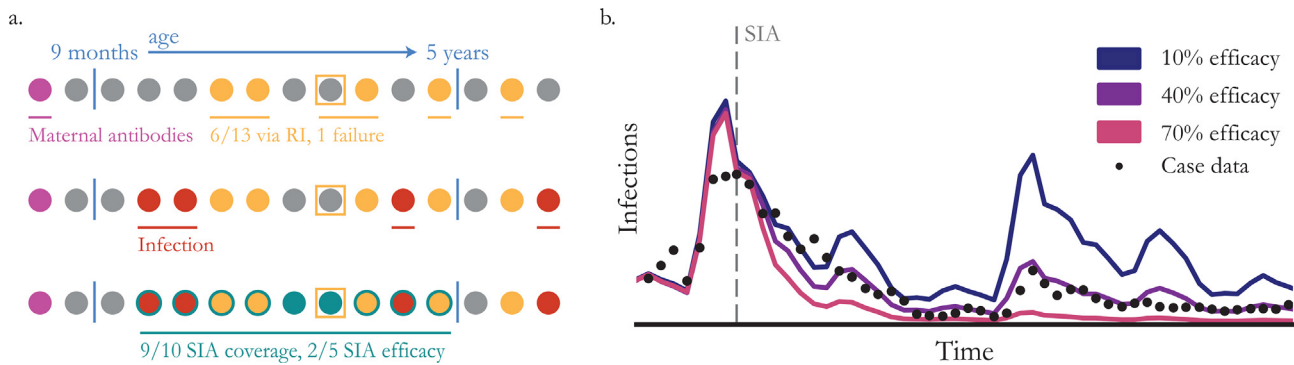 a.
age
9 months
5 years
Maternal antibodies
6/13 via RI, 1 failure
Infection
9/10 SIA coverage, 2/5 SIA efficacy
b.
SIA
10% efficacy
40% efficacy
70% efficacy
Case data
Infections
Time